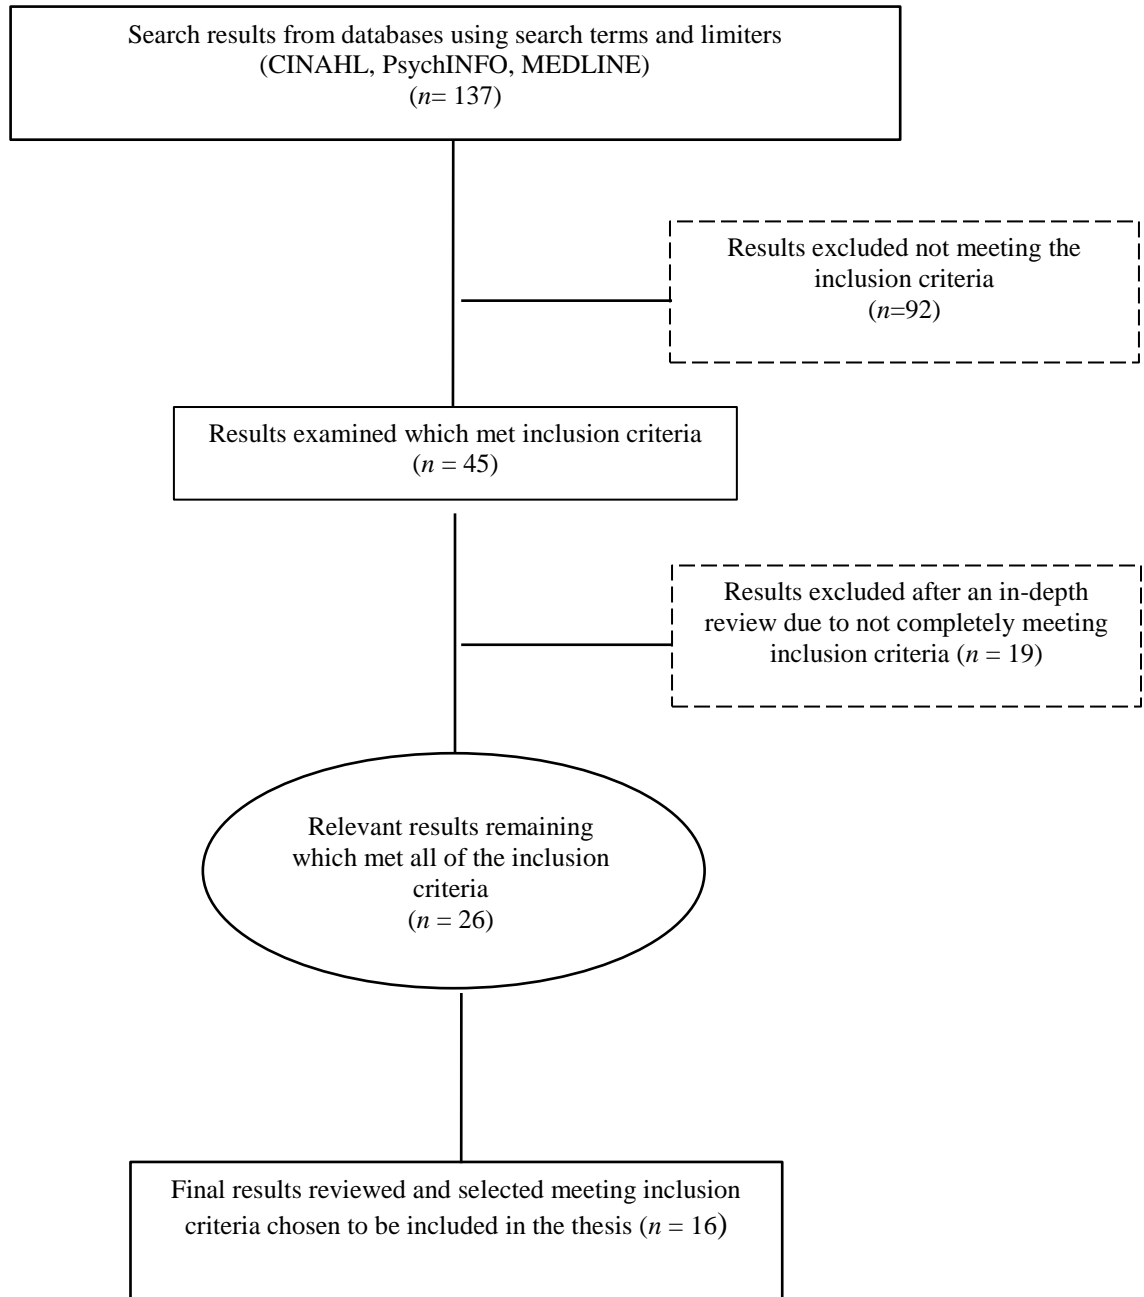 Search results from databases using search terms and limiters
(CINAHL, PsychINFO, MEDLINE)
(n= 137)
Results excluded not meeting the
inclusion criteria
(n=92)
Results examined which met inclusion criteria
(n = 45)
Results excluded after an in-depth
review due to not completely meeting
inclusion criteria (n = 19)
Relevant results remaining
which met all of the inclusion
criteria
(n = 26)
Final results reviewed and selected meeting inclusion
criteria chosen to be included in the thesis (n = 16)